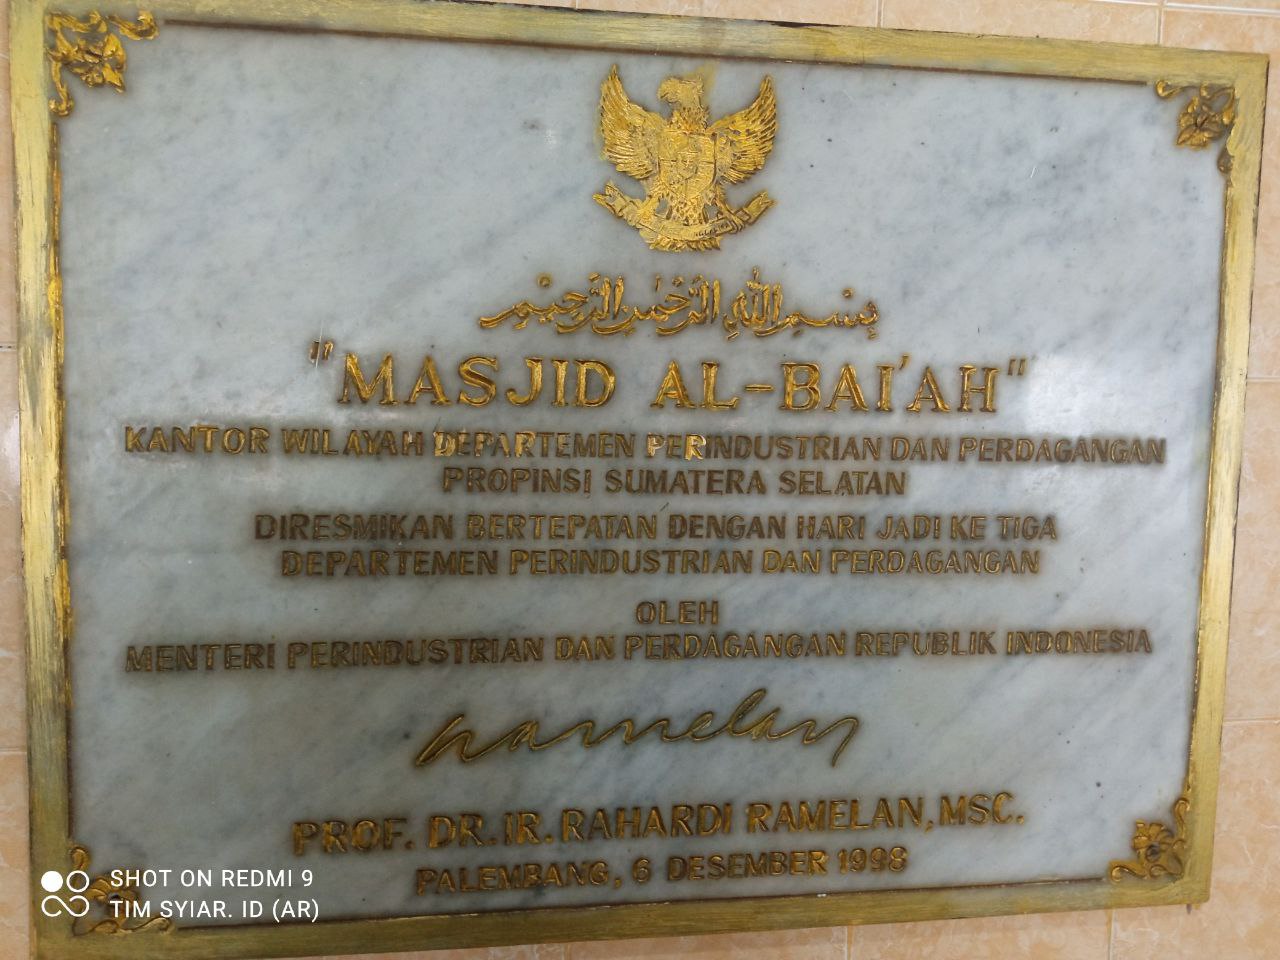 بسم الله الرحمن الرحيم
"MASJID AL-BAI'AH"
KANTOR WILAYAH DEPARTEMEN PERINDUSTRIAN DAN PERDAGANGAN
PROPINSI SUMATERA SELATAN
DIRESMIKAN BERTEPATAN DENGAN HARI JADI KE TIGA
DEPARTEMEN PERINDUSTRIAN DAN PERDAGANGAN
OLEH
MENTERI PERINDUSTRIAN DAN PERDAGANGAN REPUBLIK INDONESIA
PROF. DR. IR. RAHARDI RAMELAN, MSC.
PALEMBANG, 6 DESEMBER 1998
SHOT ON REDMI 9
TIM SYIAR. ID (AR)